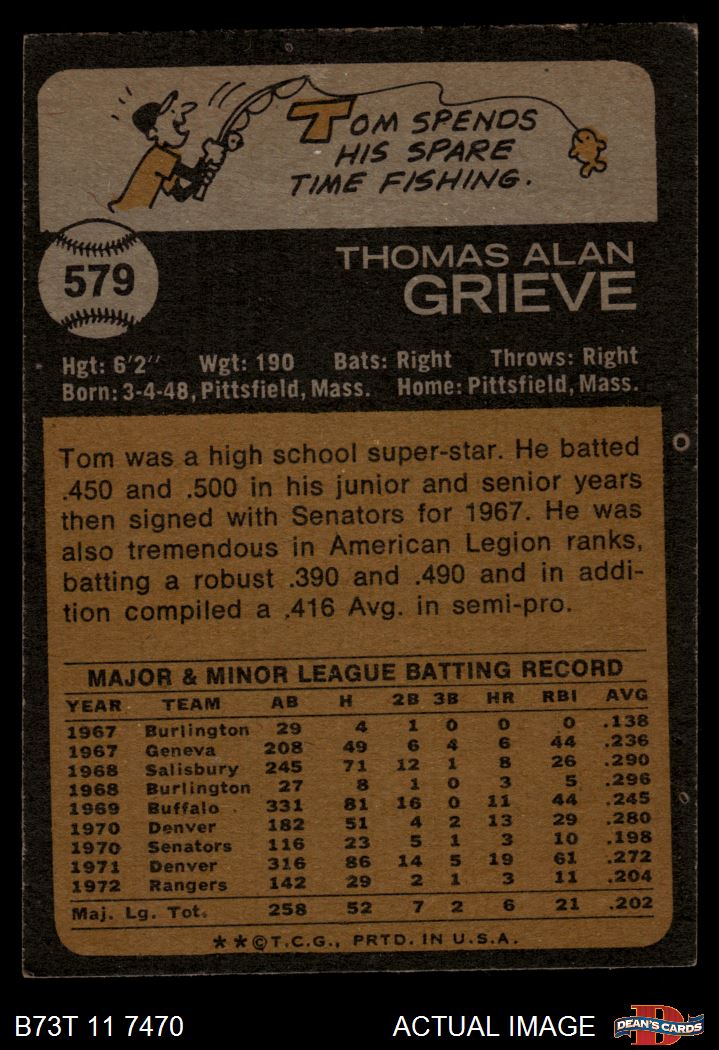 TOM SPENDS
HIS SPARE
TIME FISHING.
579
THOMAS ALAN
GRIEVE
Hgt: 6'2" Wgt: 190 Bats: Right Throws: Right
Born: 3-4-48, Pittsfield, Mass. Home: Pittsfield, Mass.
Tom was a high school super-star. He batted
.450 and .500 in his junior and senior years
then signed with Senators for 1967. He was
also tremendous in American Legion ranks,
batting a robust .390 and .490 and in addi-
tion compiled a .416 Avg. in semi-pro.
MAJOR & MINOR LEAGUE BATTING RECORD
YEAR TEAM AB H 2B 3B HR RBI AVG
1967 Burlington 29 4 1 0 0 0 .138
1967 Geneva 208 49 6 4 6 44 .236
1968 Salisbury 245 71 12 1 8 26 .290
1968 Burlington 27 8 1 0 3 5 .296
1969 Buffalo 331 81 16 0 11 44 .245
1970 Denver 182 51 4 2 13 29 .280
1970 Senators 116 23 5 1 3 10 .198
1971 Denver 316 86 14 5 19 61 .272
1972 Rangers 142 29 2 1 3 11 .204
Maj. Lg. Tot. 258 52 7 2 6 21 .202
**©T.C.G., PRTD. IN U.S.A.
B73T 11 7470 ACTUAL IMAGE DEAN'S CARDS